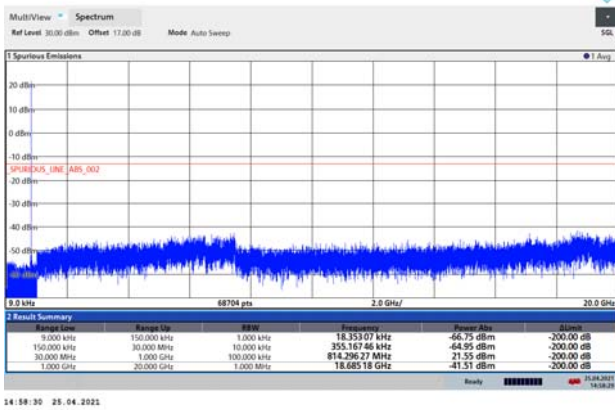 MultiView Spectrum
Ref Level 30.00 dBm Offset 17.00 dB Mode Auto Sweep SGL
1 Spurious Emissions 1 Avg
20 dBm
10 dBm
0 dBm
-10 dBm
_SPURIOUS_LINE_ABS_002
-20 dBm
-30 dBm
-40 dBm
-50 dBm
-60 dBm
9.0 kHz 68704 pts 2.0 GHz/ 20.0 GHz
2 Result Summary
Range Low Range Up RBW Frequency Power Abs ΔLimit
9.000 kHz 150.000 kHz 1.000 kHz 18.35307 kHz -66.75 dBm -200.00 dB
150.000 kHz 30.000 MHz 10.000 kHz 355.16746 kHz -64.95 dBm -200.00 dB
30.000 MHz 1.000 GHz 100.000 kHz 814.29627 MHz 21.55 dBm -200.00 dB
1.000 GHz 20.000 GHz 1.000 MHz 18.68518 GHz -41.51 dBm -200.00 dB
Ready 25.04.2021
14:58:29
14:58:30 25.04.2021